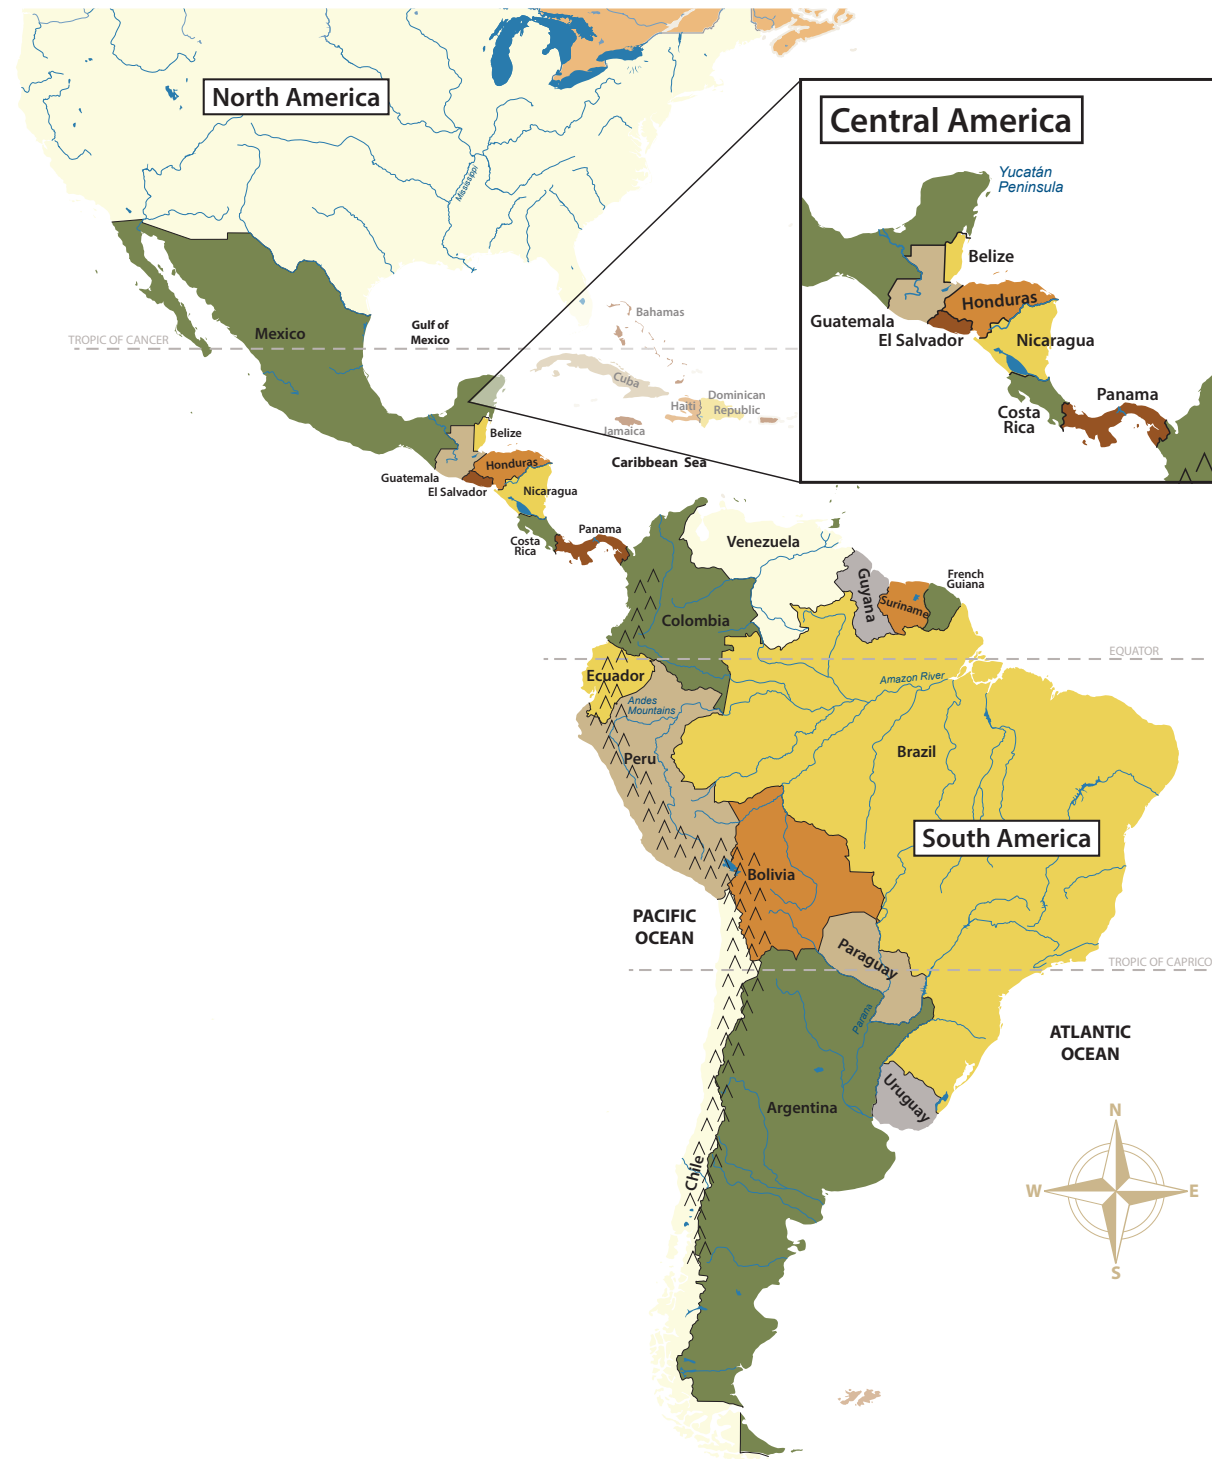 North America
Central America
Yucatán
Peninsula
Belize
Honduras
Guatemala
El Salvador
Nicaragua
Costa
Rica
Panama
Mississippi
Mexico
Gulf of
Mexico
TROPIC OF CANCER
Bahamas
Cuba
Haiti
Dominican
Republic
Jamaica
Caribbean Sea
Belize
Honduras
Guatemala
El Salvador
Nicaragua
Costa
Rica
Panama
Venezuela
Guyana
Suriname
French
Guiana
Colombia
EQUATOR
Ecuador
Andes
Mountains
Amazon River
Peru
Brazil
South America
Bolivia
PACIFIC
OCEAN
Paraguay
TROPIC OF CAPRICO
Parana
ATLANTIC
OCEAN
Uruguay
Argentina
Chile
N
W
E
S